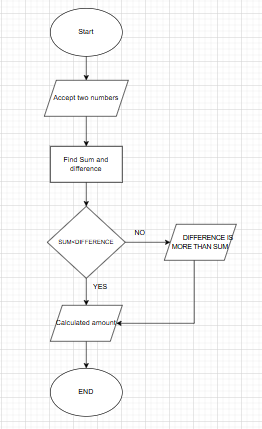 Start
Accept two numbers
Find Sum and
difference
SUM>DIFFERENCE
NO
DIFFERENCE IS
MORE THAN SUM
YES
Calculated amount
END